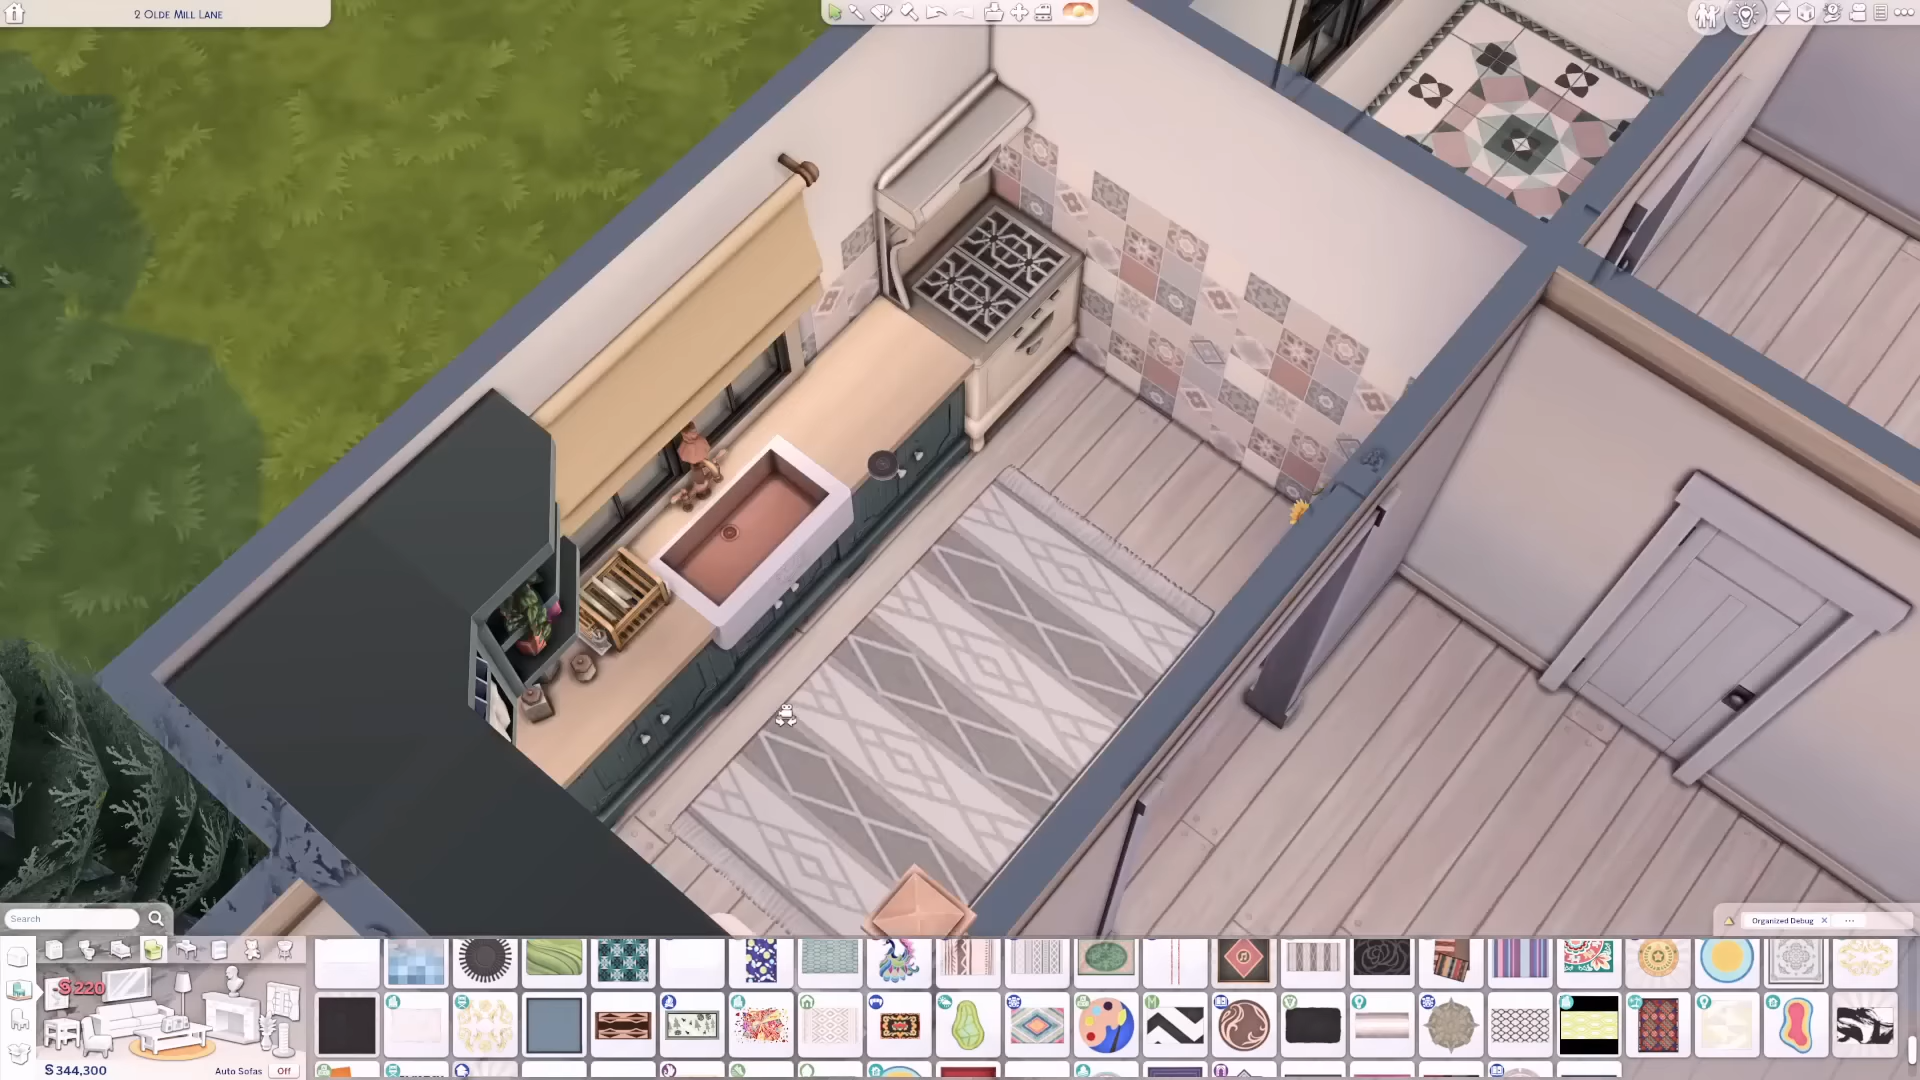 2 Olde Mill Lane
Search
Organized Debug
§220
§344,300
Auto Sofas
Off